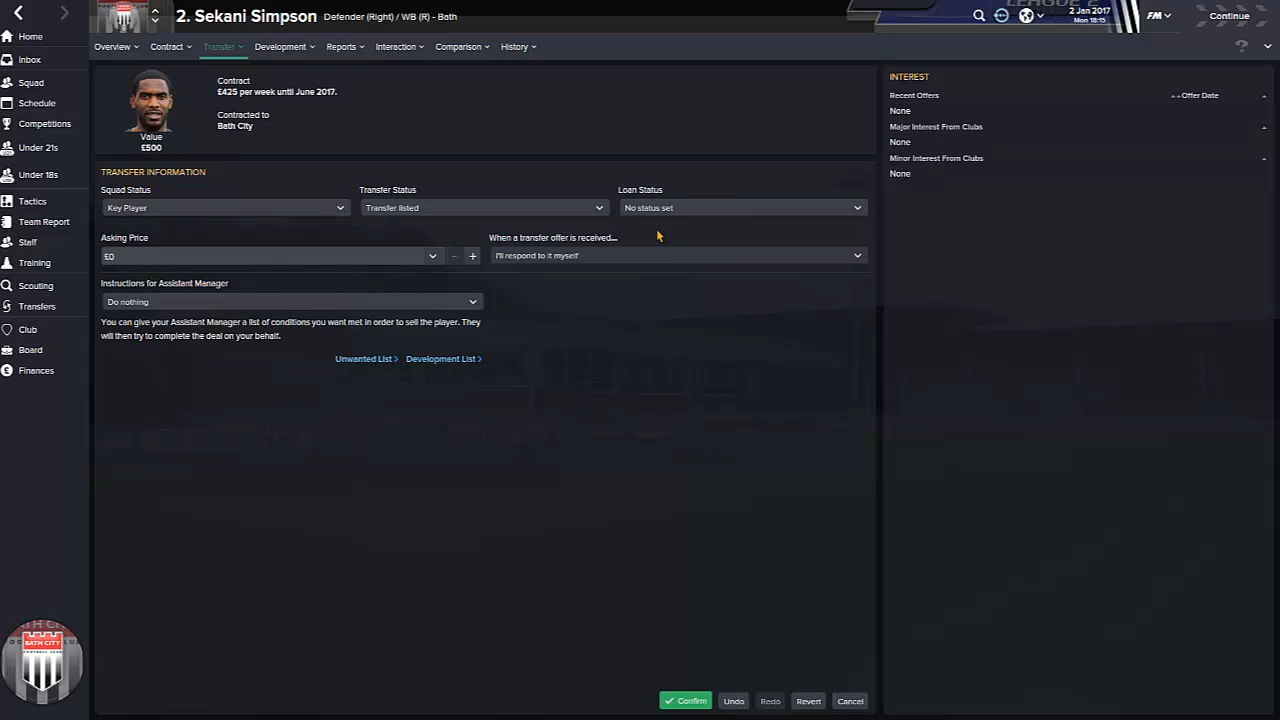 2. Sekani Simpson Defender (Right) / WB (R) - Bath
2 Jan 2017
Mon 18:15
FM
Continue
Home
Inbox
Squad
Schedule
Competitions
Under 21s
Under 18s
Tactics
Team Report
Staff
Training
Scouting
Transfers
Club
Board
Finances
Overview Contract Transfer Development Reports Interaction Comparison History
?
Contract
£425 per week until June 2017.
Contracted to
Bath City
Value
£500
TRANSFER INFORMATION
Squad Status Transfer Status Loan Status
Key Player Transfer listed No status set
Asking Price When a transfer offer is received...
£0 - + I'll respond to it myself
Instructions for Assistant Manager
Do nothing
You can give your Assistant Manager a list of conditions you want met in order to sell the player. They
will then try to complete the deal on your behalf.
Unwanted List > Development List >
INTEREST
Recent Offers - - Offer Date
None
Major Interest From Clubs
None
Minor Interest From Clubs
None
BATH CITY
Confirm Undo Redo Revert Cancel